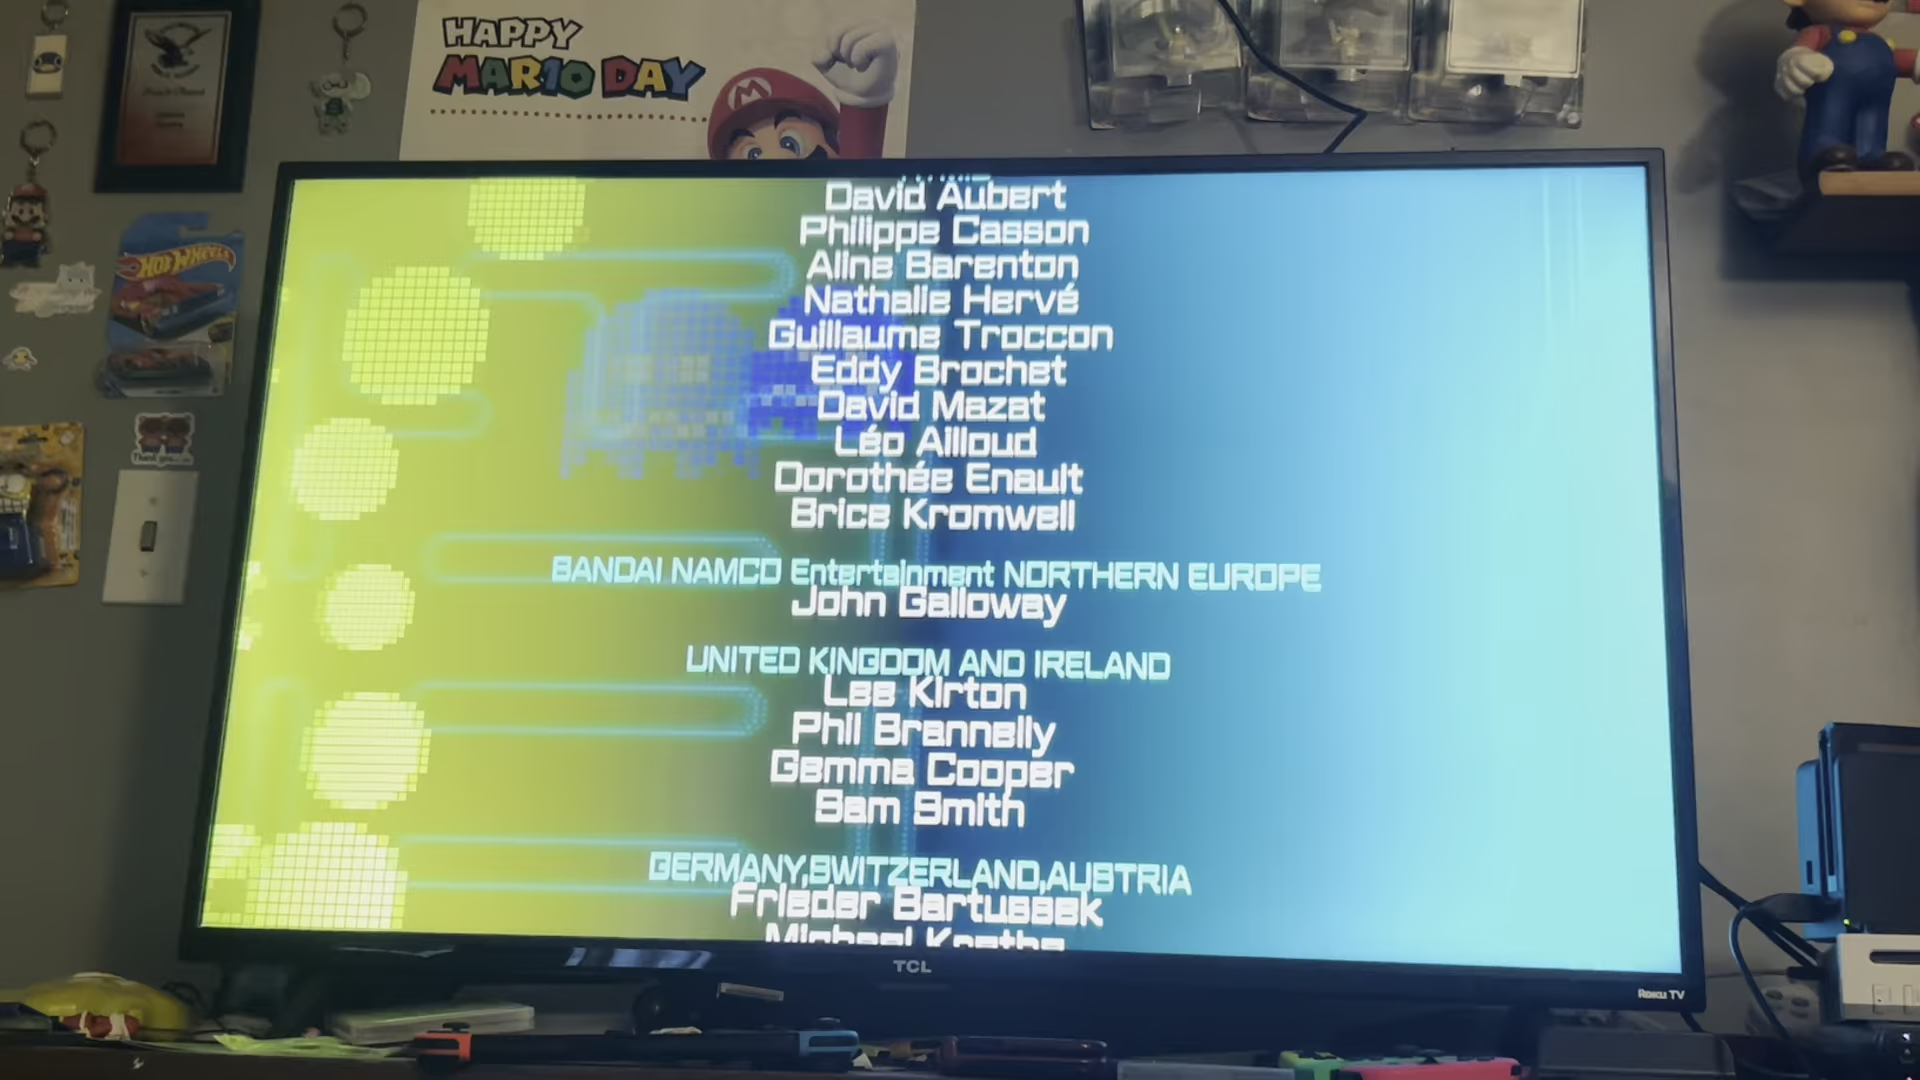 HAPPY
MAR10 DAY
HOT WHEELS
David Aubert
Philippe Casson
Aline Barenton
Nathalie Hervé
Guillaume Troccon
Eddy Brochet
David Mazat
Léo Ailloud
Dorothée Enault
Brice Kromwell
BANDAI NAMCO Entertainment NORTHERN EUROPE
John Galloway
UNITED KINGDOM AND IRELAND
Lee Kirton
Phil Brannelly
Gemma Cooper
Sam Smith
GERMANY,SWITZERLAND,AUSTRIA
Frieder Bartussek
TCL
Roku TV